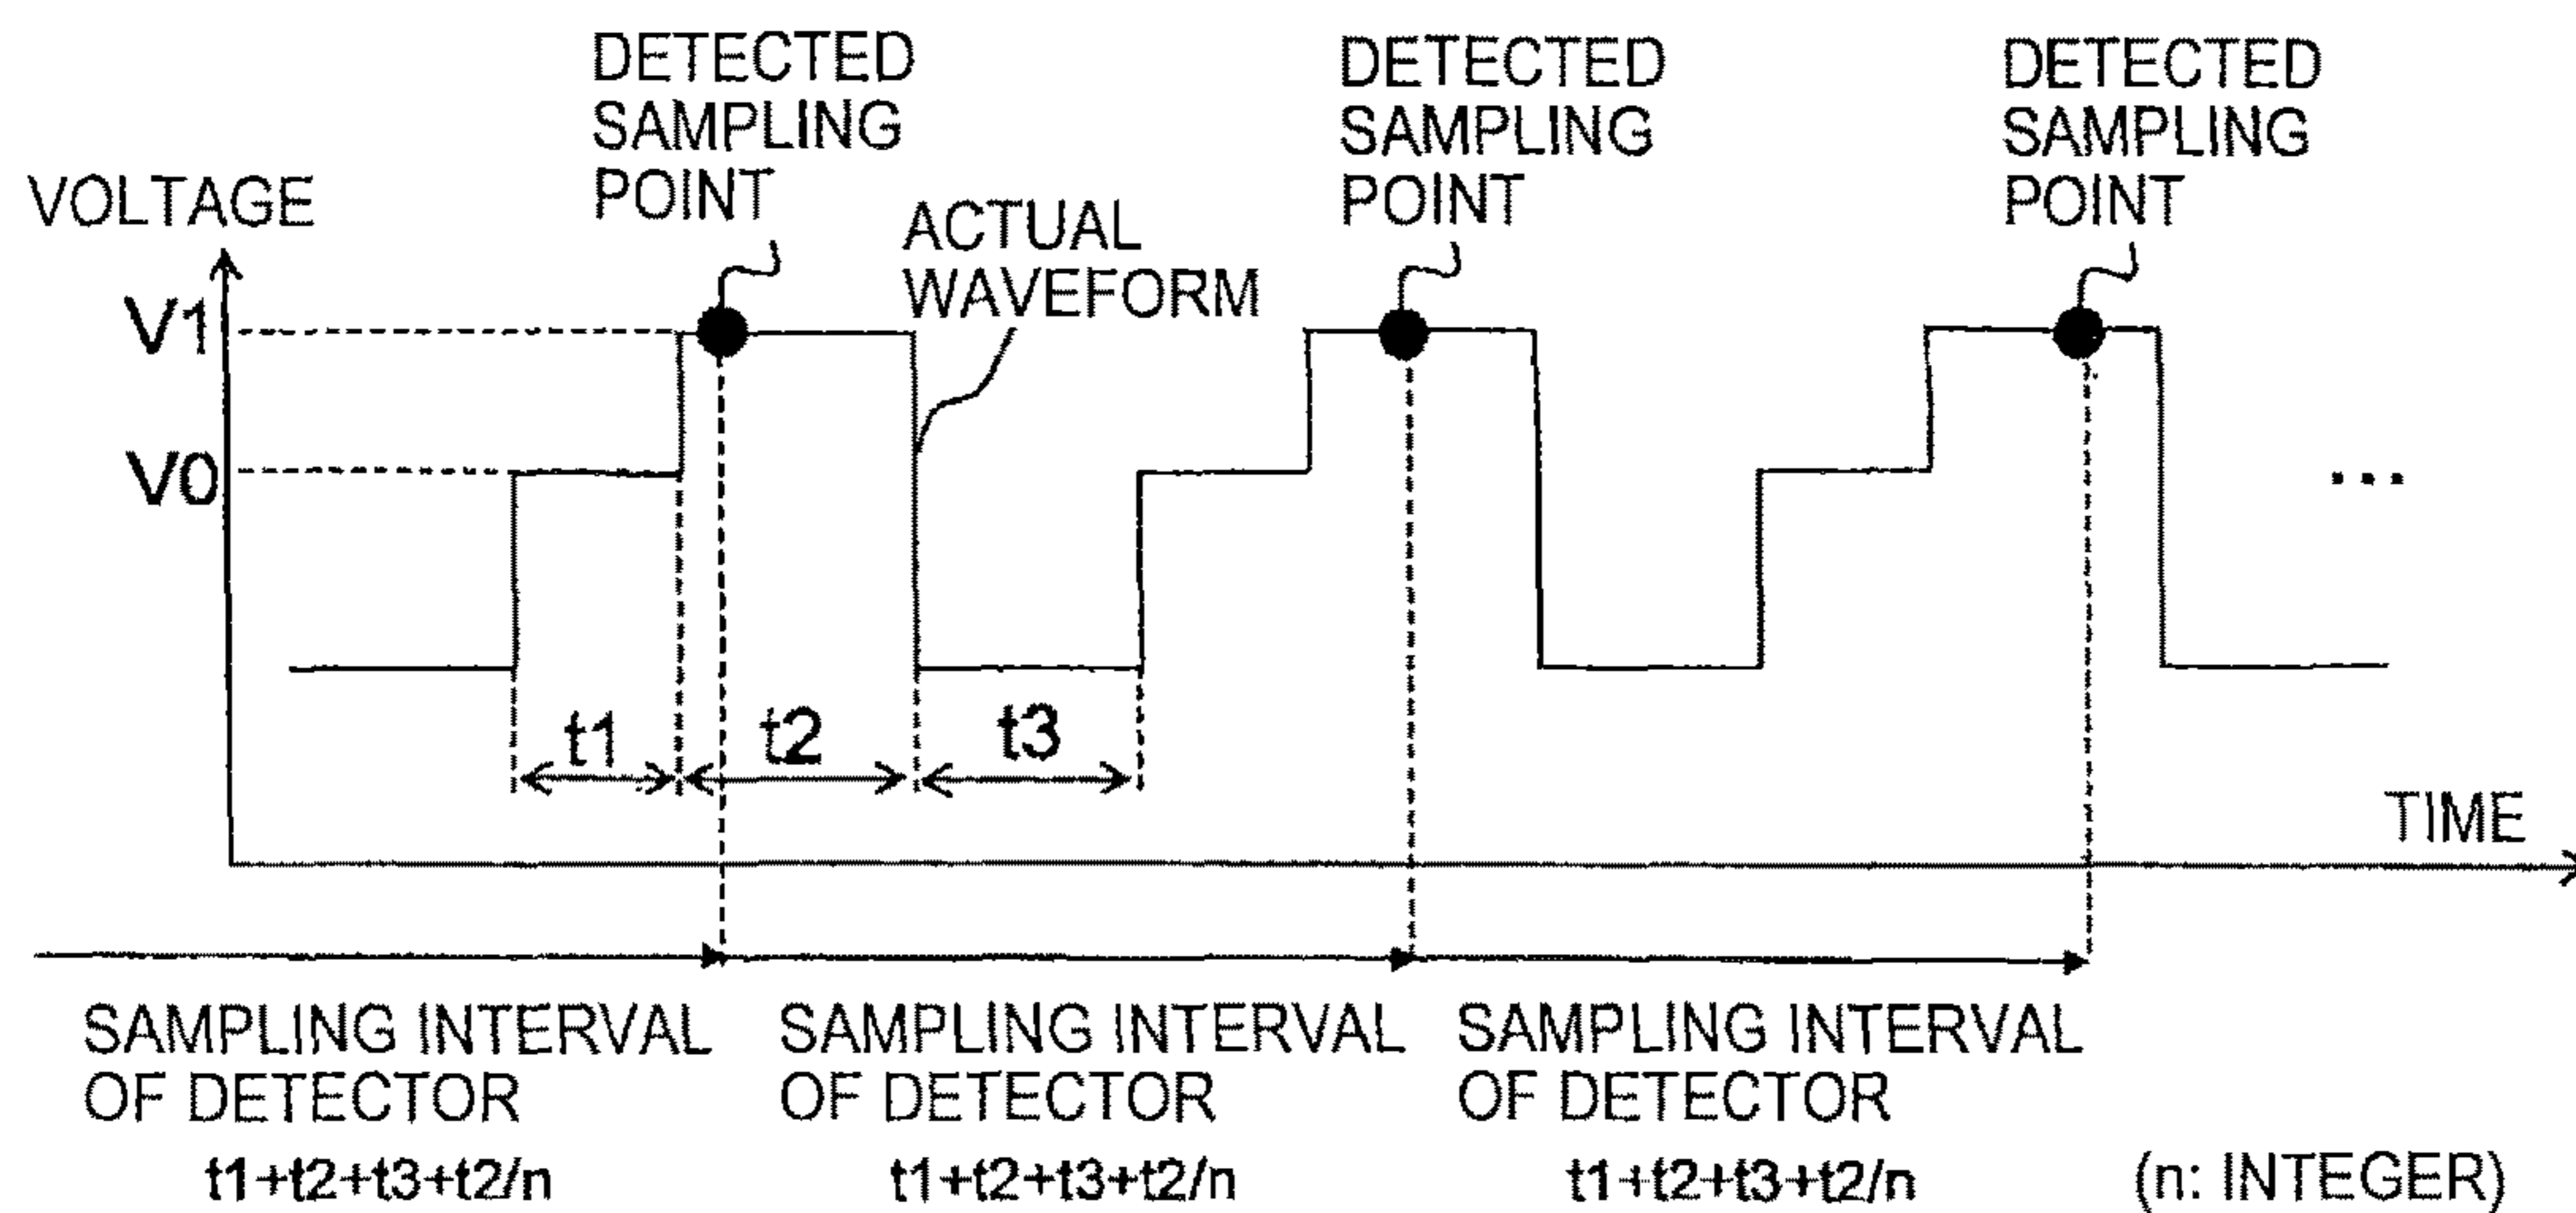 DETECTED
SAMPLING
POINT
DETECTED
SAMPLING
POINT
DETECTED
SAMPLING
POINT
VOLTAGE
ACTUAL
WAVEFORM
V1
V0
...
t1
t2
t3
TIME
SAMPLING INTERVAL
OF DETECTOR
t1+t2+t3+t2/n
SAMPLING INTERVAL
OF DETECTOR
t1+t2+t3+t2/n
SAMPLING INTERVAL
OF DETECTOR
t1+t2+t3+t2/n
(n: INTEGER)